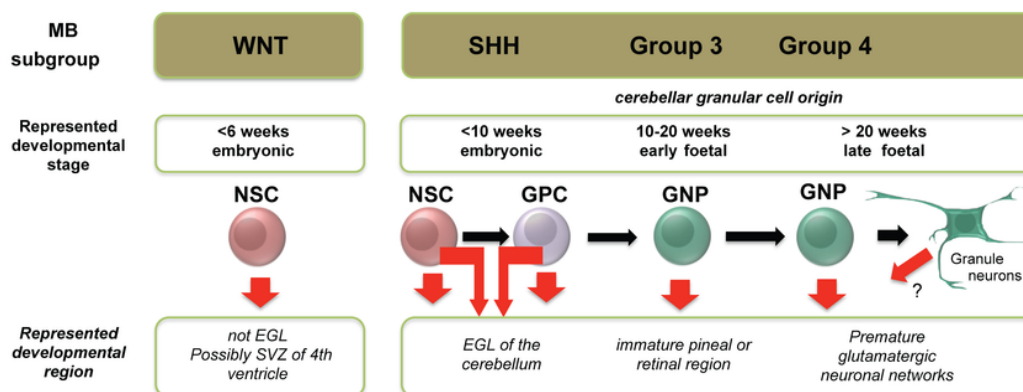 MB
subgroup
WNT
SHH
Group 3
Group 4
cerebellar granular cell origin
Represented
developmental
stage
<6 weeks
embryonic
<10 weeks
embryonic
10-20 weeks
early foetal
> 20 weeks
late foetal
NSC
NSC
GPC
GNP
GNP
Granule
neurons
?
Represented
developmental
region
not EGL
Possibly SVZ of 4th
ventricle
EGL of the
cerebellum
immature pineal or
retinal region
Premature
glutamatergic
neuronal networks